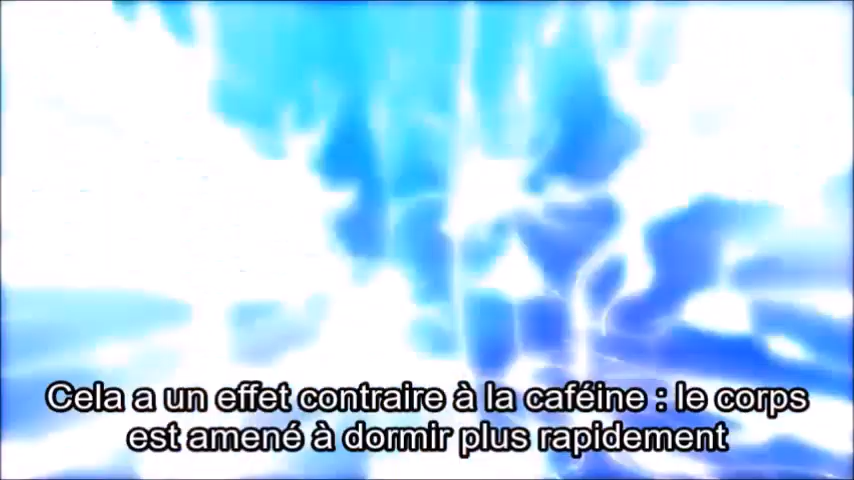 Cela a un effet contraire à la caféine : le corps
est amené à dormir plus rapidement